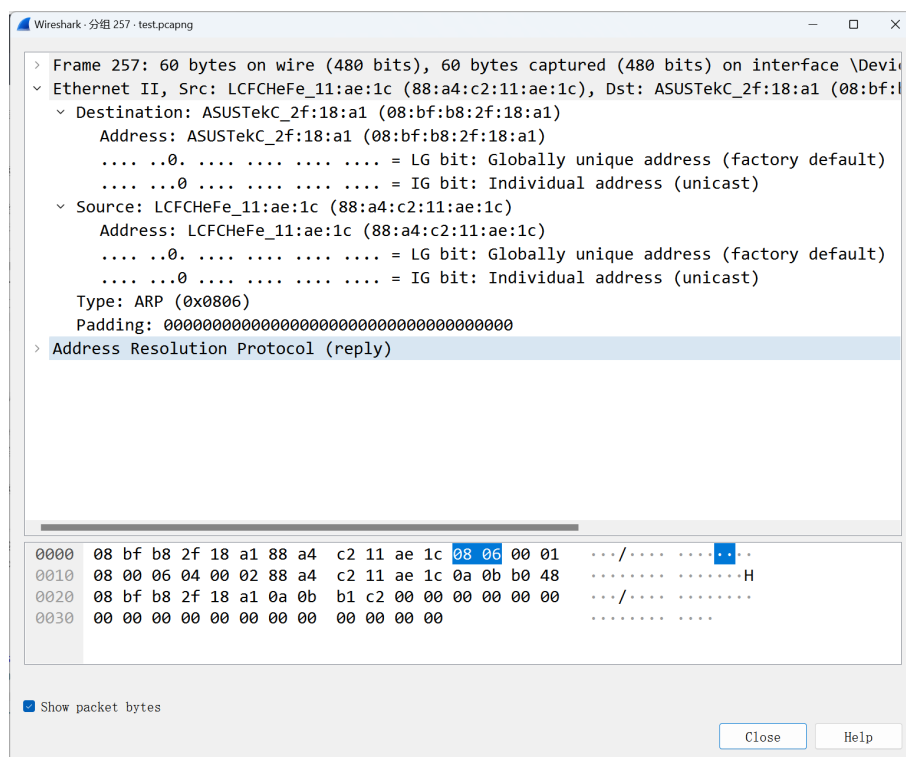 Wireshark · 分组 257 · test.pcapng
Frame 257: 60 bytes on wire (480 bits), 60 bytes captured (480 bits) on interface \Devi
Ethernet II, Src: LCFCHeFe_11:ae:1c (88:a4:c2:11:ae:1c), Dst: ASUSTekC_2f:18:a1 (08:bf:
Destination: ASUSTekC_2f:18:a1 (08:bf:b8:2f:18:a1)
Address: ASUSTekC_2f:18:a1 (08:bf:b8:2f:18:a1)
.... ..0. .... .... .... .... = LG bit: Globally unique address (factory default)
.... ...0 .... .... .... .... = IG bit: Individual address (unicast)
Source: LCFCHeFe_11:ae:1c (88:a4:c2:11:ae:1c)
Address: LCFCHeFe_11:ae:1c (88:a4:c2:11:ae:1c)
.... ..0. .... .... .... .... = LG bit: Globally unique address (factory default)
.... ...0 .... .... .... .... = IG bit: Individual address (unicast)
Type: ARP (0x0806)
Padding: 000000000000000000000000000000000000
Address Resolution Protocol (reply)
0000 08 bf b8 2f 18 a1 88 a4 c2 11 ae 1c 08 06 00 01 ···/···· ········
0010 08 00 06 04 00 02 88 a4 c2 11 ae 1c 0a 0b b0 48 ········ ·······H
0020 08 bf b8 2f 18 a1 0a 0b b1 c2 00 00 00 00 00 00 ···/···· ········
0030 00 00 00 00 00 00 00 00 00 00 00 00 ········ ····
Show packet bytes
Close Help